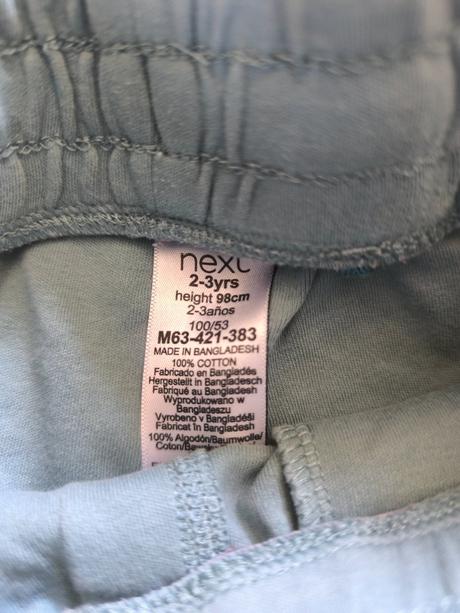 next
2-3yrs
height 98cm
2-3años
100/53
M63-421-383
MADE IN BANGLADESH
100% COTTON
Fabricado en Bangladés
Hergestellt in Bangladesch
Fabriqué au Bangladesh
Wyprodukowano w
Bangladeszu
Vyrobeno v Bangladéši
Fabricat în Bangladesh
100% Algodón/Baumwolle/